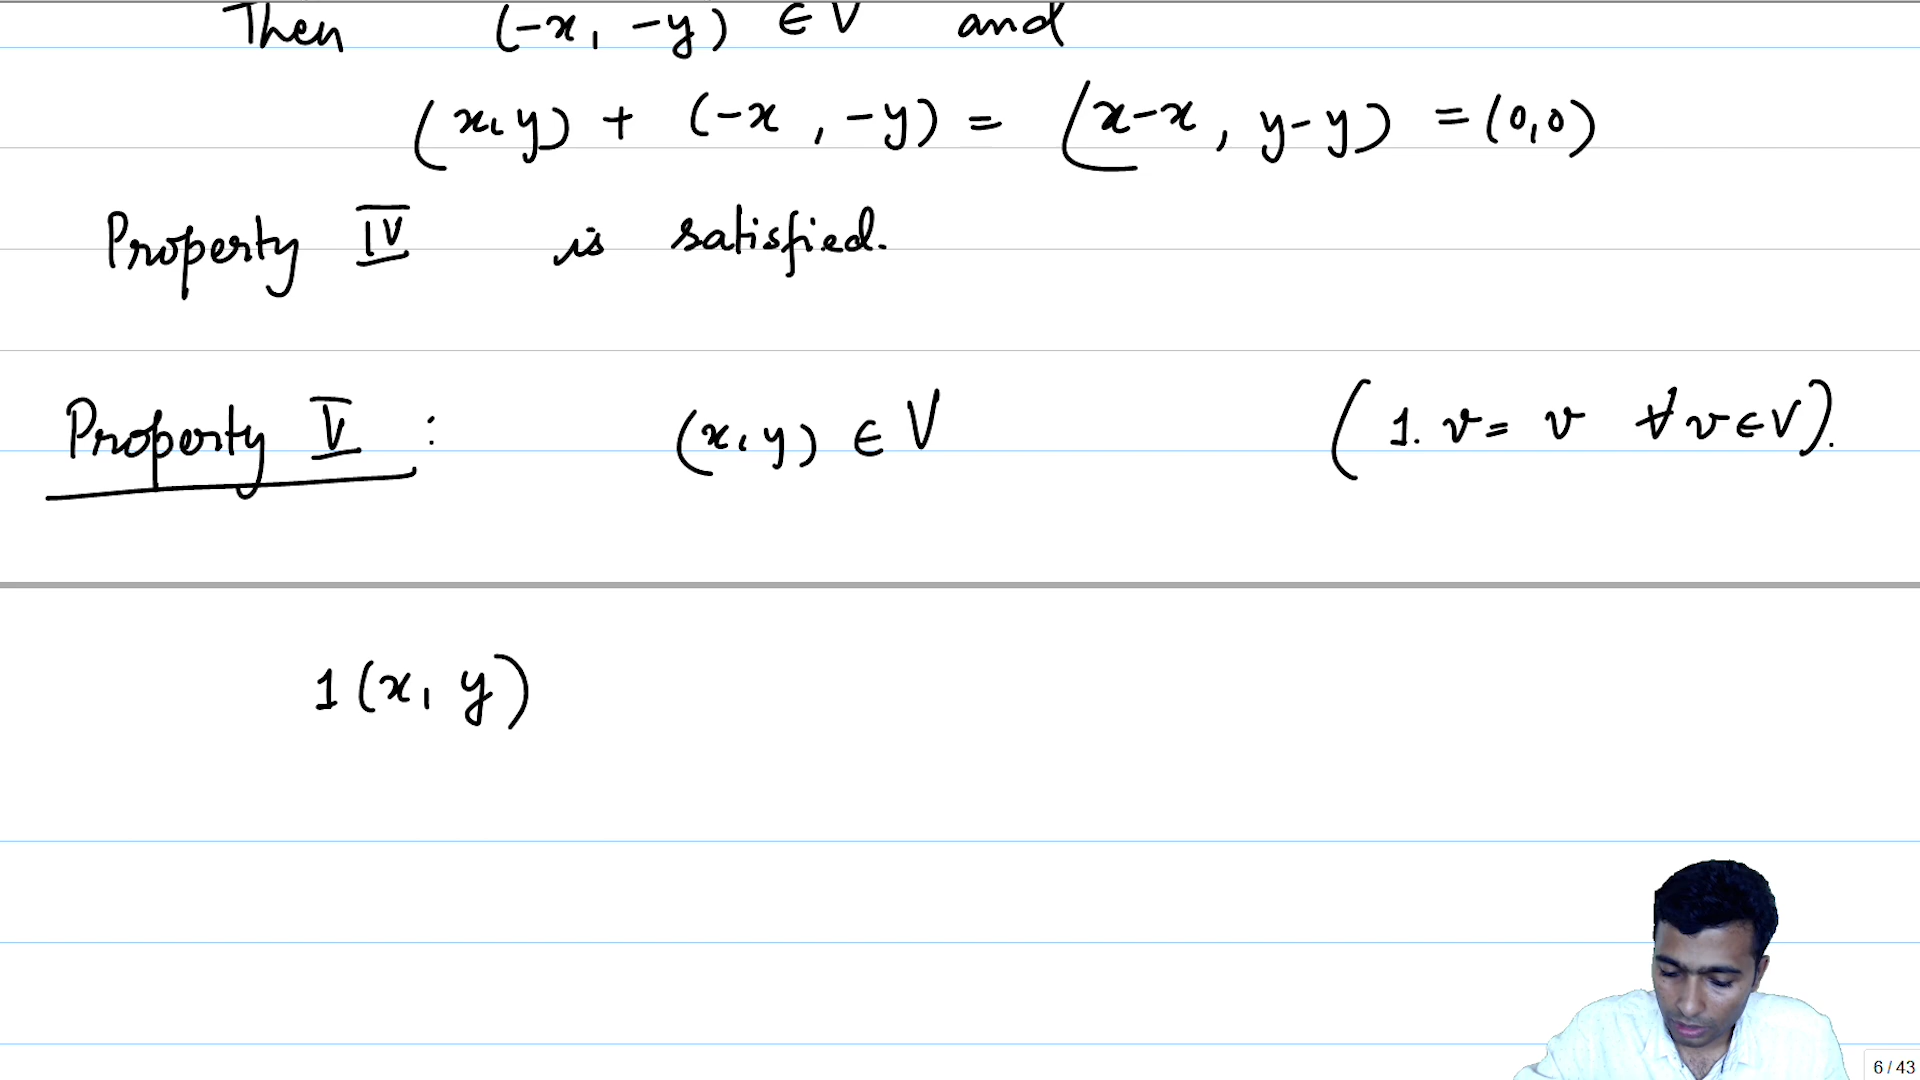 Then (-x, -y) ∈ V and
(x, y) + (-x, -y) = (x-x, y-y) = (0,0)
Property IV is satisfied.
Property V : (x, y) ∈ V (1. v = v ∀ v ∈ V).
1(x, y)
6 / 43